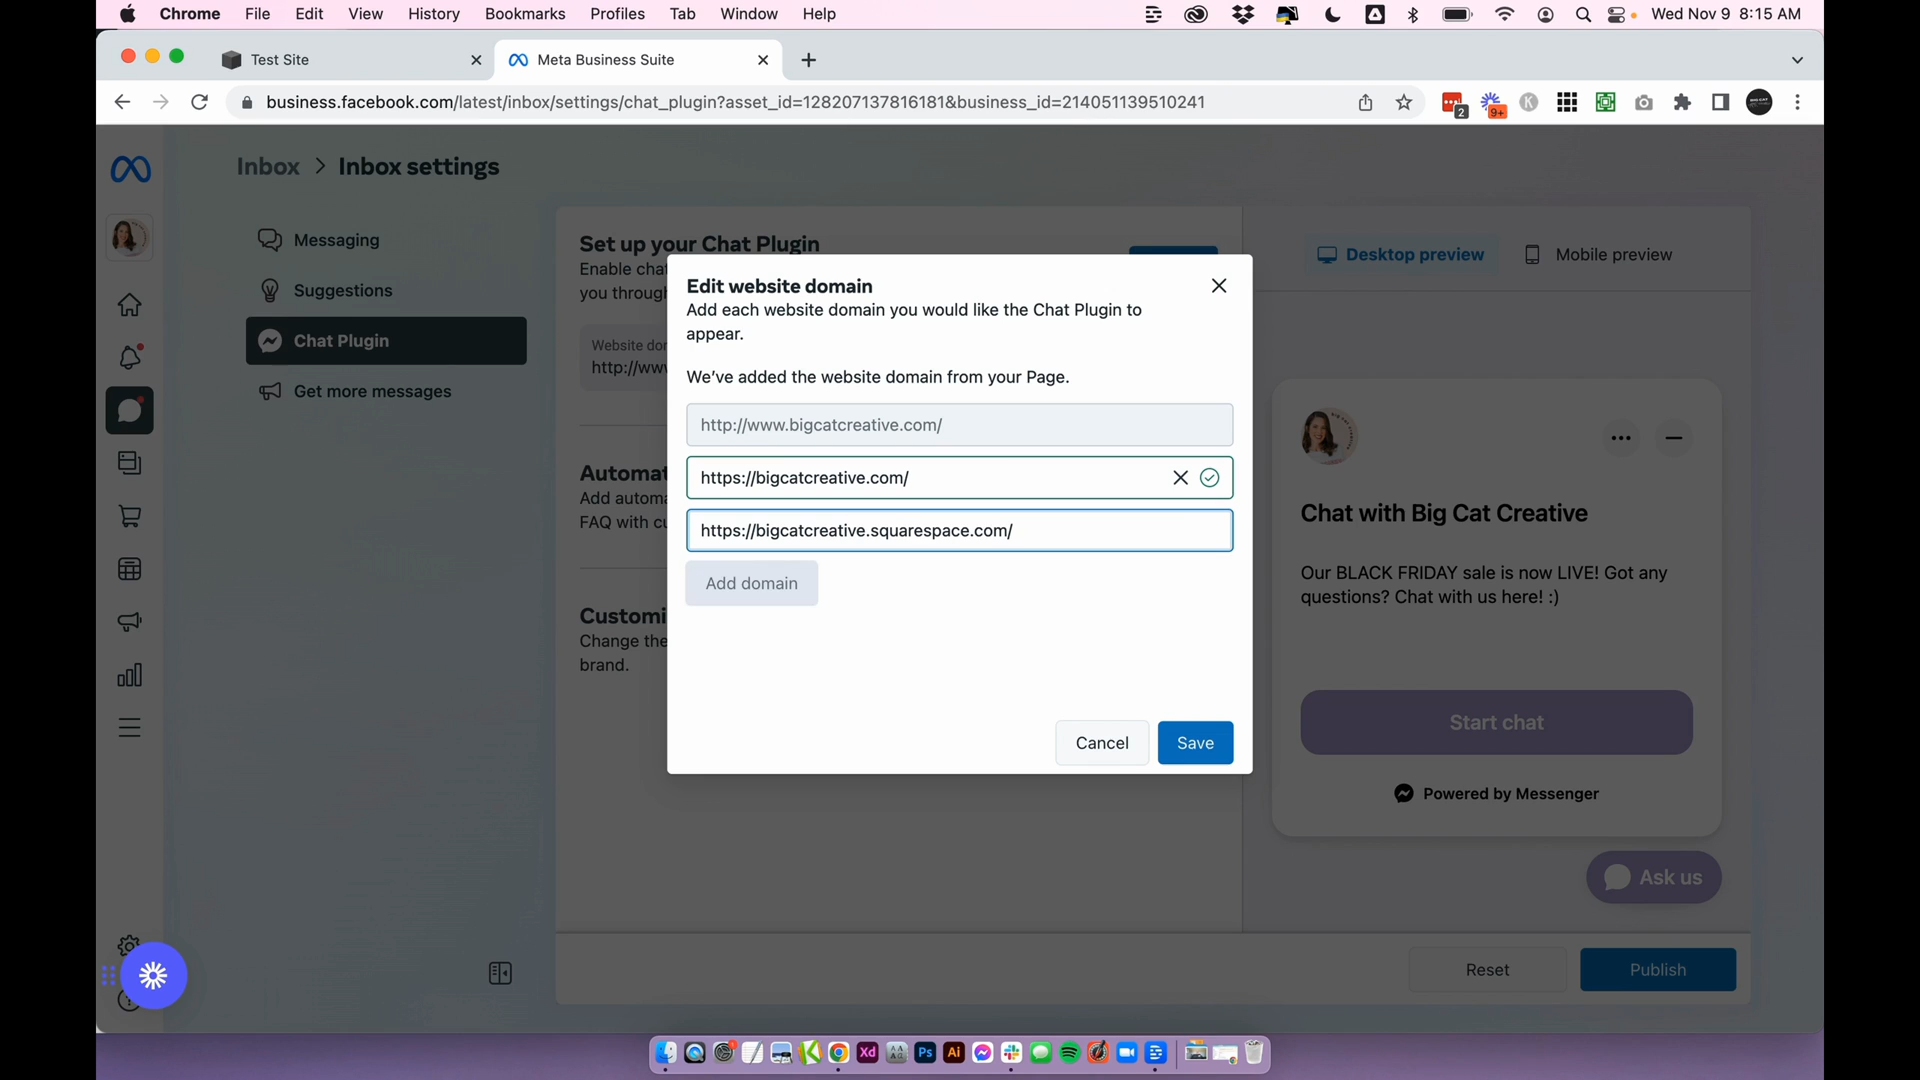 Chrome File Edit View History Bookmarks Profiles Tab Window Help Wed Nov 9 8:15 AM
Test Site
Meta Business Suite
business.facebook.com/latest/inbox/settings/chat_plugin?asset_id=128207137816181&business_id=214051139510241
2
9+
K
Inbox > Inbox settings
Messaging
Suggestions
Chat Plugin
Get more messages
Set up your Chat Plugin
Enable chat
you through
Website dom
http://www
Automat
Add automa
FAQ with cu
Customi
Change the
brand.
Edit website domain
Add each website domain you would like the Chat Plugin to
appear.
We've added the website domain from your Page.
http://www.bigcatcreative.com/
https://bigcatcreative.com/
https://bigcatcreative.squarespace.com/
Add domain
Cancel Save
Desktop preview Mobile preview
Chat with Big Cat Creative
Our BLACK FRIDAY sale is now LIVE! Got any
questions? Chat with us here! :)
Start chat
Powered by Messenger
Ask us
Reset Publish
Xd
Ps
Ai